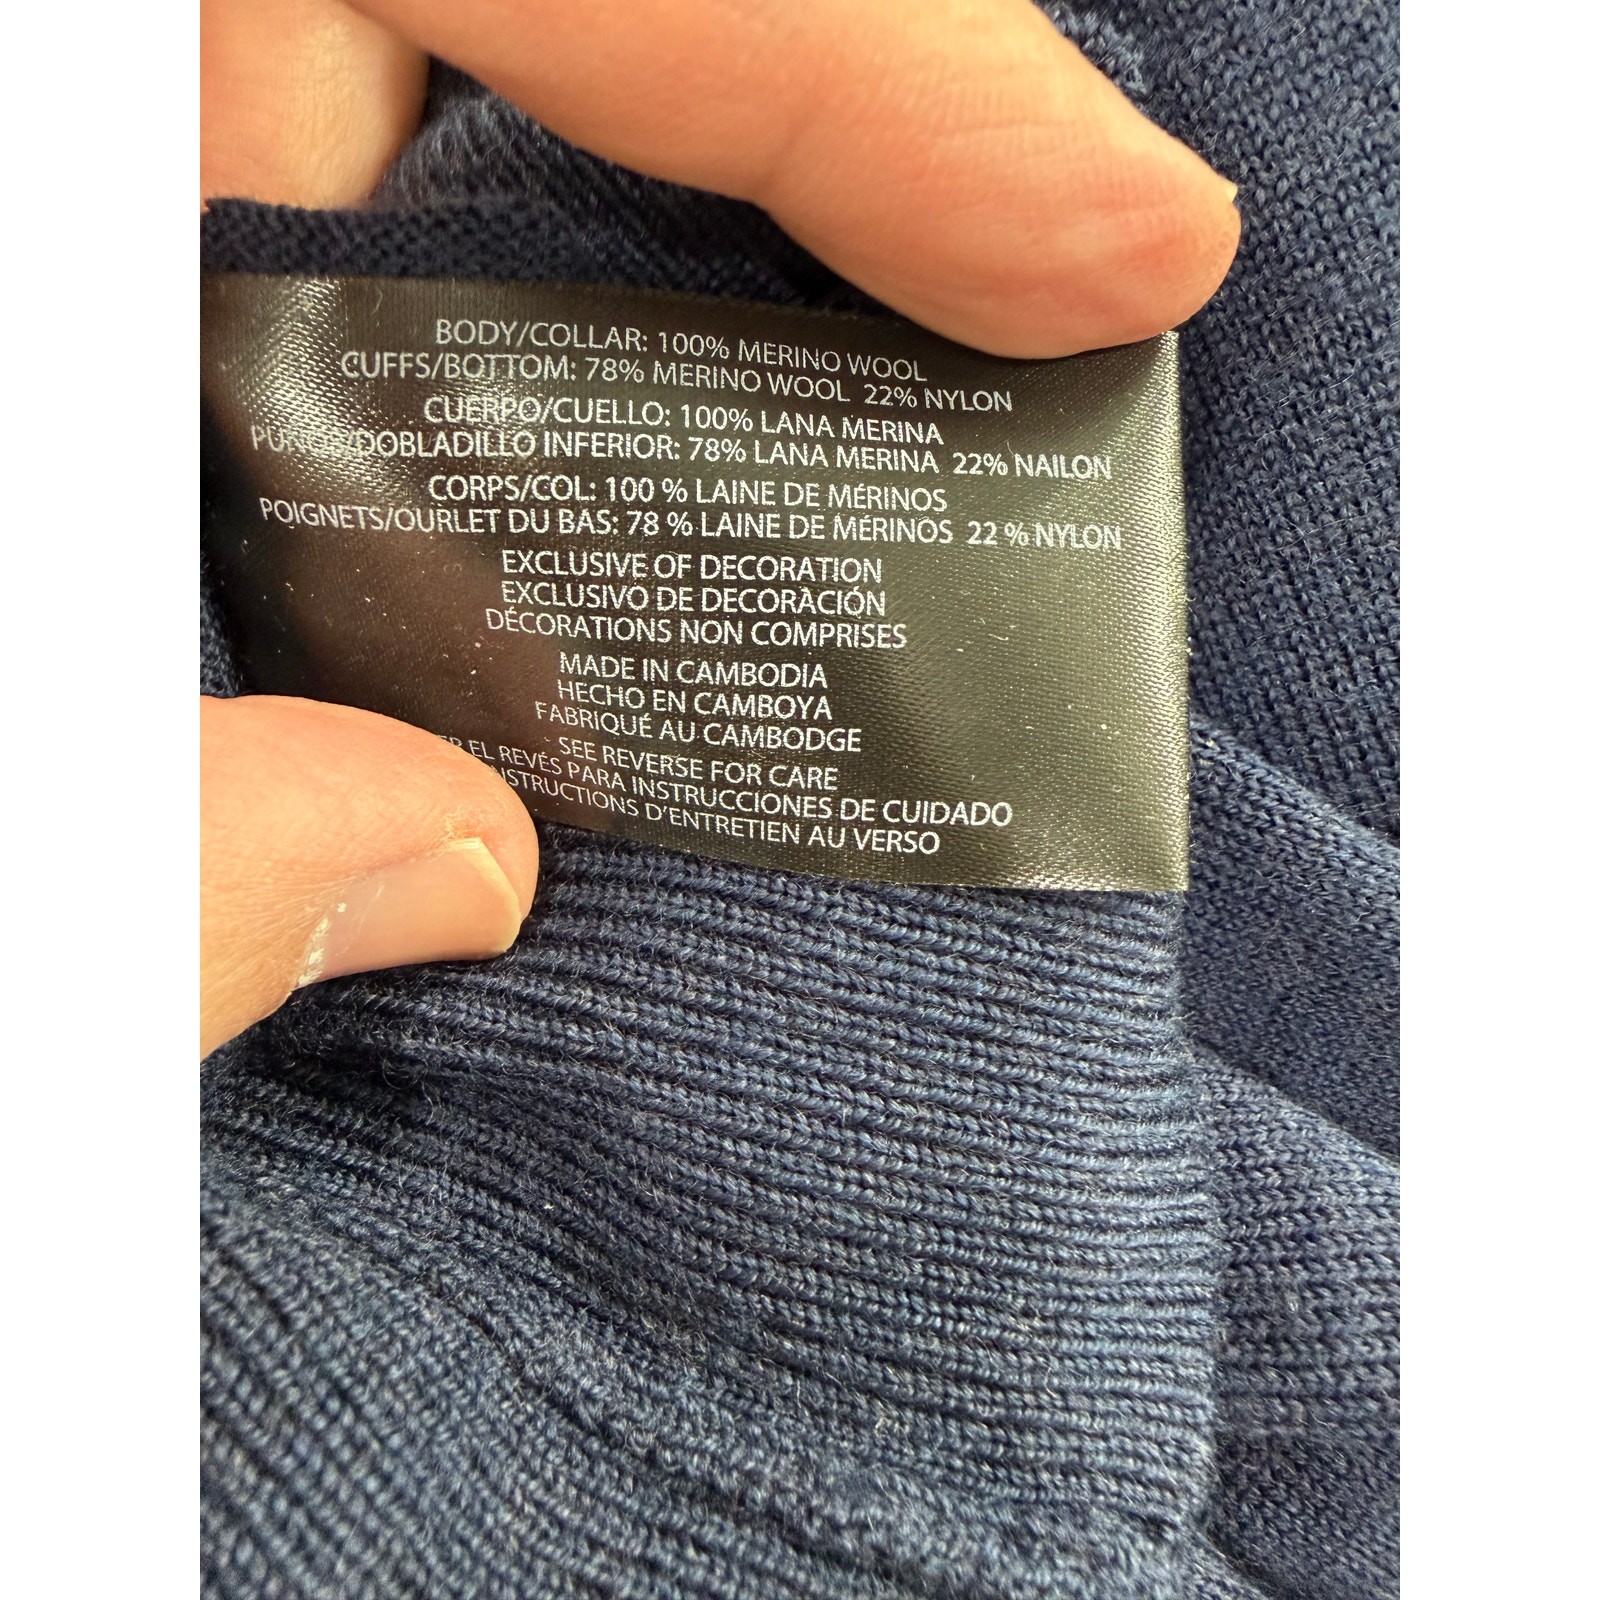 BODY/COLLAR: 100% MERINO WOOL
CUFFS/BOTTOM: 78% MERINO WOOL 22% NYLON
CUERPO/CUELLO: 100% LANA MERINA
PUNOS/DOBLADILLO INFERIOR: 78% LANA MERINA 22% NAILON
CORPS/COL: 100 % LAINE DE MÉRINOS
POIGNETS/OURLET DU BAS: 78 % LAINE DE MÉRINOS 22 % NYLON
EXCLUSIVE OF DECORATION
EXCLUSIVO DE DECORACIÓN
DÉCORATIONS NON COMPRISES
MADE IN CAMBODIA
HECHO EN CAMBOYA
FABRIQUÉ AU CAMBODGE
SEE REVERSE FOR CARE
EL REVÉS PARA INSTRUCCIONES DE CUIDADO
D'ENTRETIEN AU VERSO